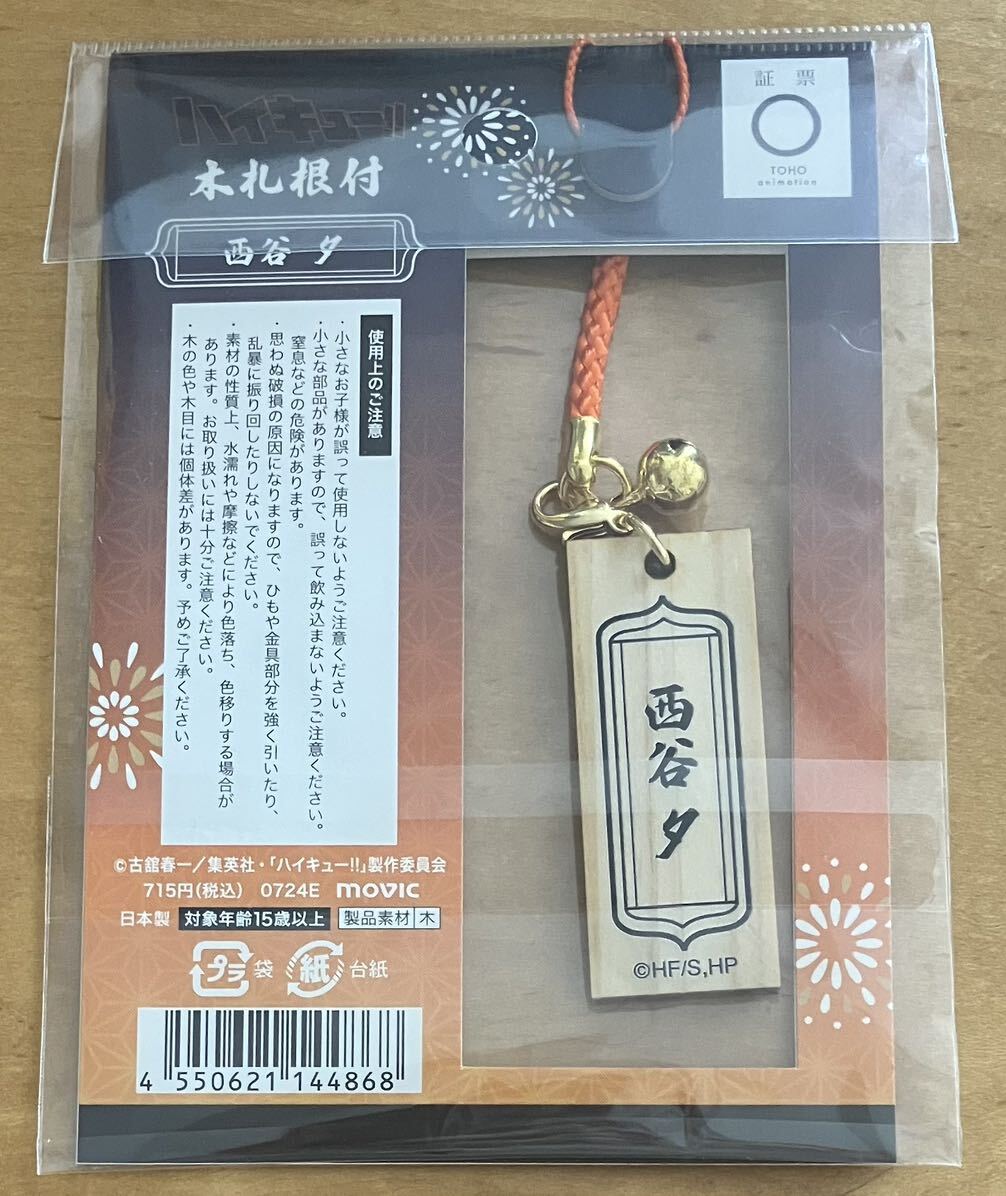 ハイキュー!!
木札根付
西谷 夕
証 票
TOHO
animation
使用上のご注意
・小さなお子様が誤って使用しないようご注意ください。
・小さな部品がありますので、誤って飲み込まないようご注意ください。
窒息などの危険があります。
・思わぬ破損の原因になりますので、ひもや金具部分を強く引いたり、
乱暴に振り回したりしないでください。
・素材の性質上、水濡れや摩擦などにより色落ち、色移りする場合が
あります。お取り扱いには十分ご注意ください。
・木の色や木目には個体差があります。予めご了承ください。
©古舘春一／集英社・「ハイキュー!!」製作委員会
715円(税込) 0724E movic
日本製 対象年齢15歳以上 製品素材 木
プラ 袋 紙 台紙
4 550621 144868
西谷 夕
©HF/S,HP